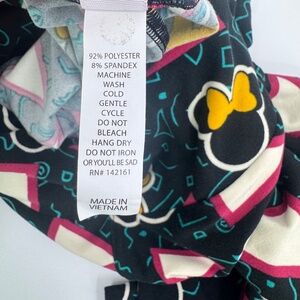 92% POLYESTER
8% SPANDEX
MACHINE
WASH
COLD
GENTLE
CYCLE
DO NOT
BLEACH
HANG DRY
DO NOT IRON
OR YOU'LL BE SAD
RN# 142161
MADE IN
VIETNAM